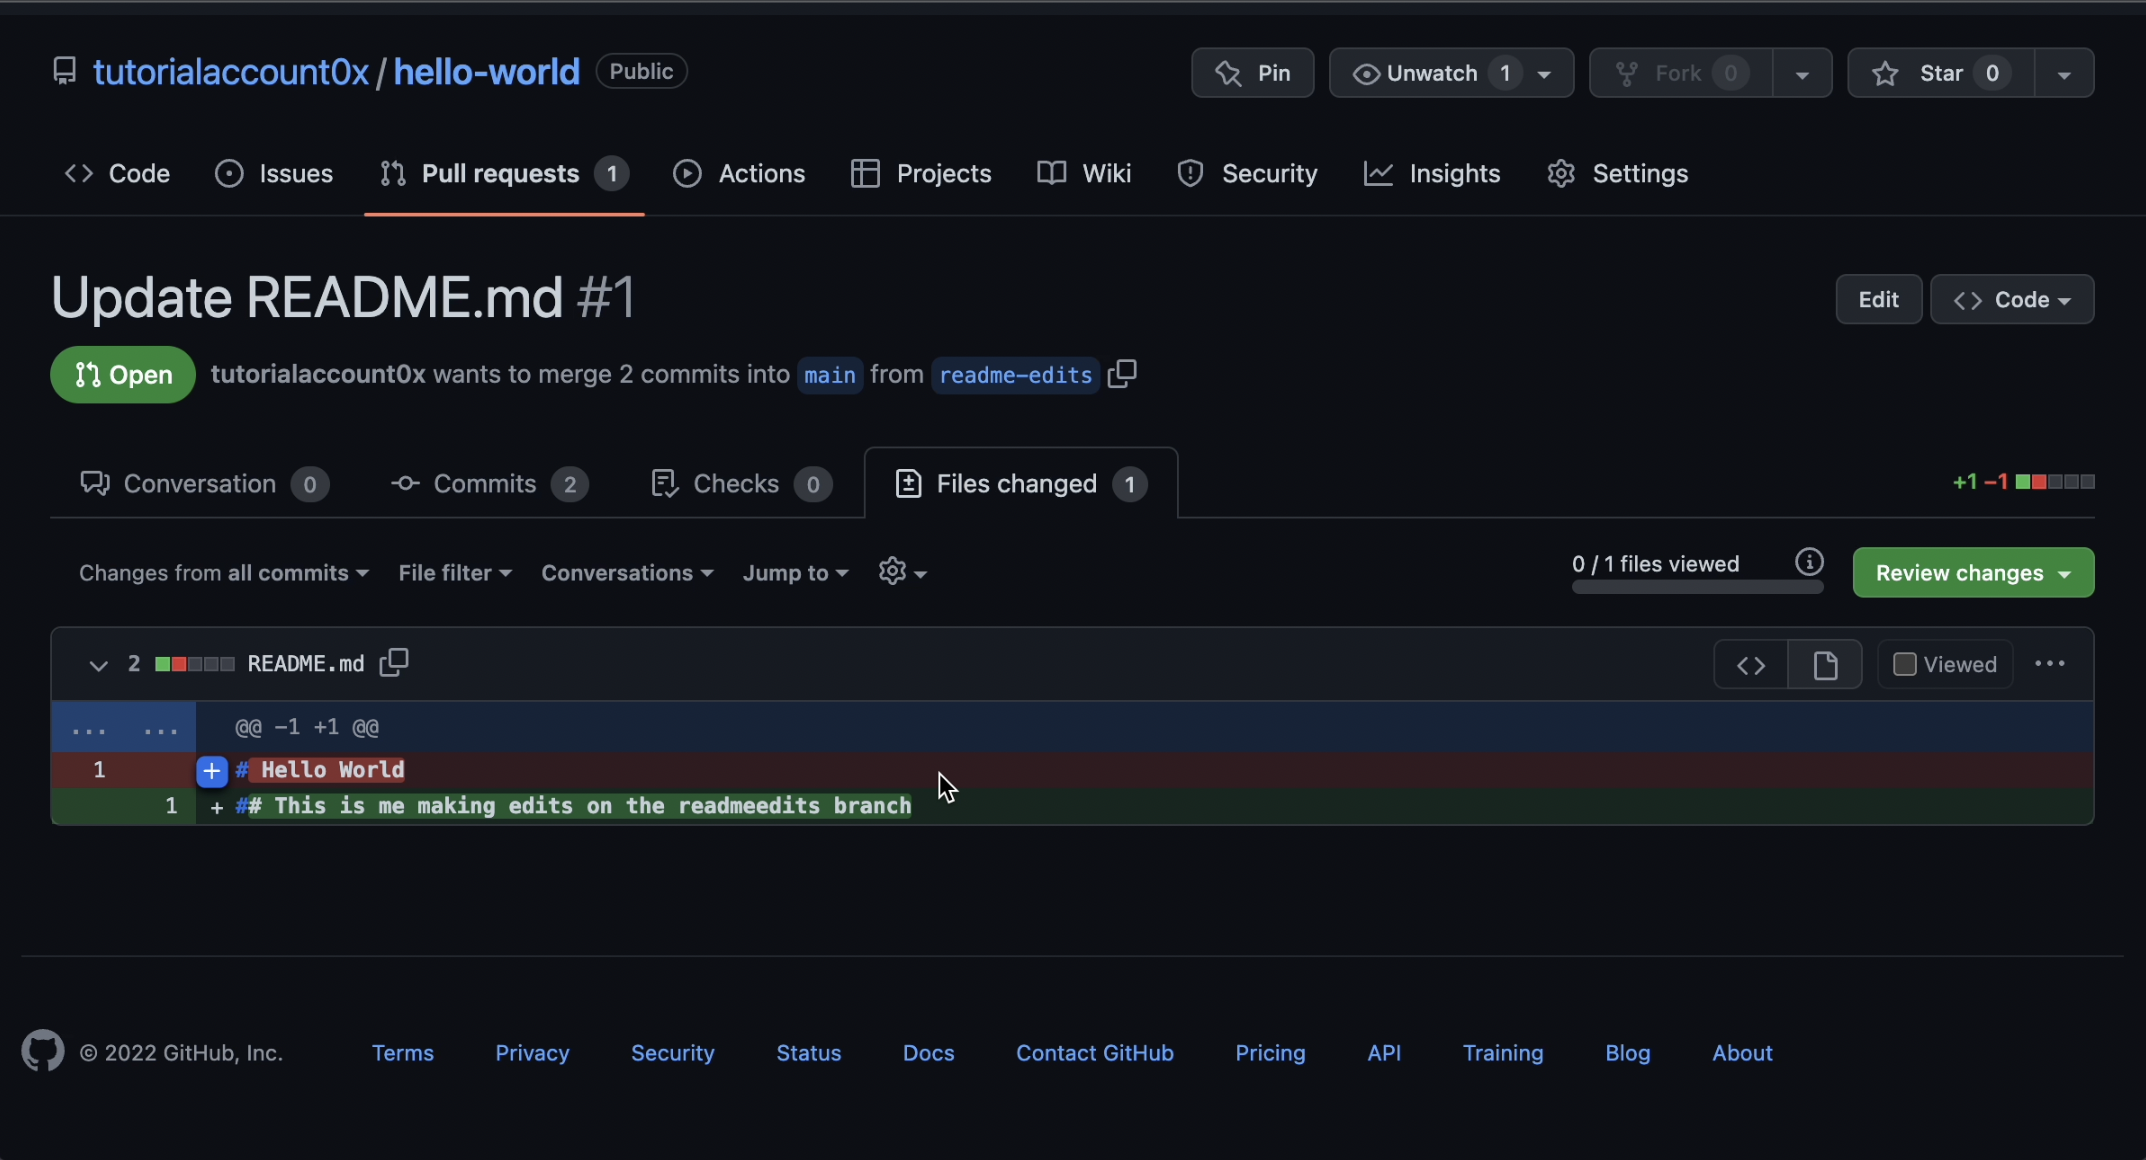 tutorialaccount0x / hello-world Public Pin Unwatch 1 Fork 0 Star 0
Code Issues Pull requests 1 Actions Projects Wiki Security Insights Settings
Update README.md #1 Edit Code
Open tutorialaccount0x wants to merge 2 commits into main from readme-edits
Conversation 0 Commits 2 Checks 0 Files changed 1 +1 −1
Changes from all commits File filter Conversations Jump to 0 / 1 files viewed Review changes
2 README.md Viewed
... ... @@ -1 +1 @@
1 # Hello World
1 + ## This is me making edits on the readmeedits branch
© 2022 GitHub, Inc. Terms Privacy Security Status Docs Contact GitHub Pricing API Training Blog About